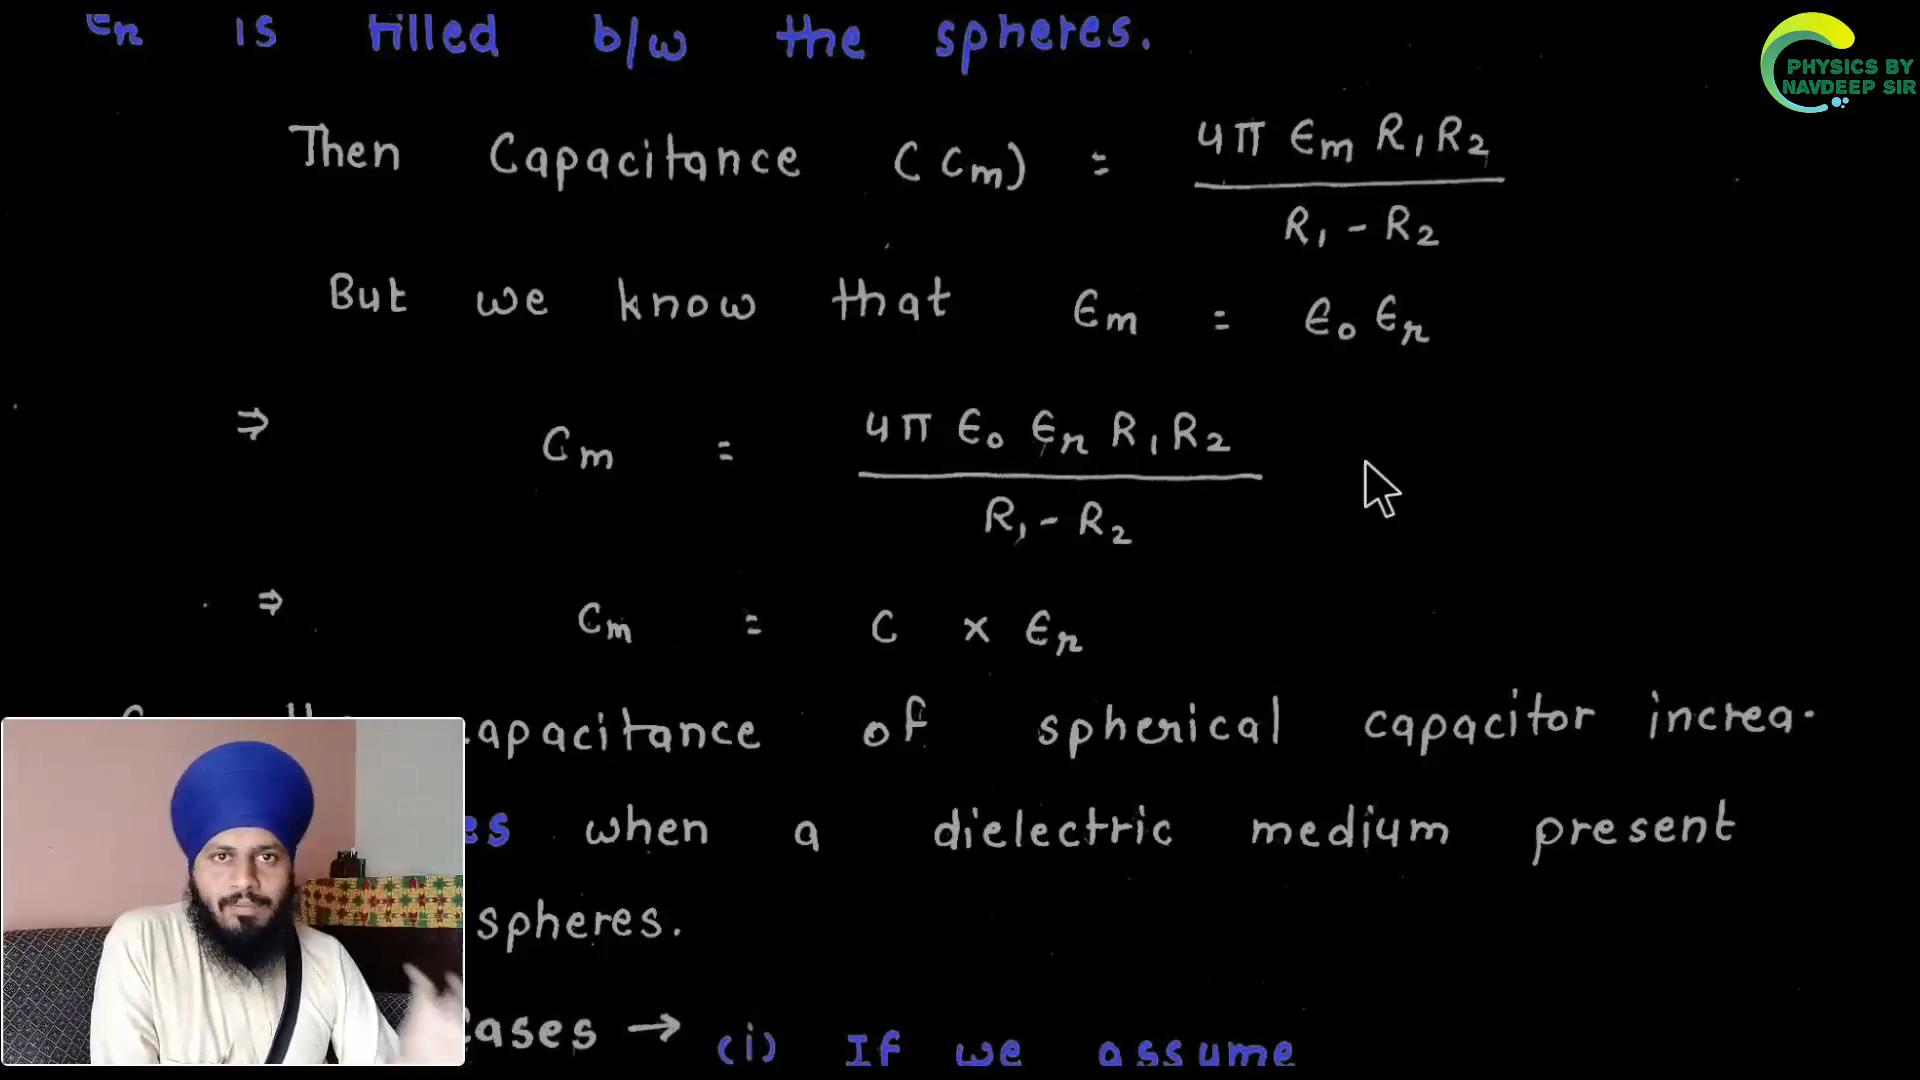 εr is filled b/w the spheres.
PHYSICS BY
NAVDEEP SIR
Then Capacitance (Cm) = 4π εm R1R2 / R1 - R2
But we know that εm = ε0 εr
⇒ Cm = 4π ε0 εr R1R2 / R1 - R2
⇒ Cm = C × εr
apacitance of spherical capacitor increa-
es when a dielectric medium present
spheres.
Cases → (i) If we assume